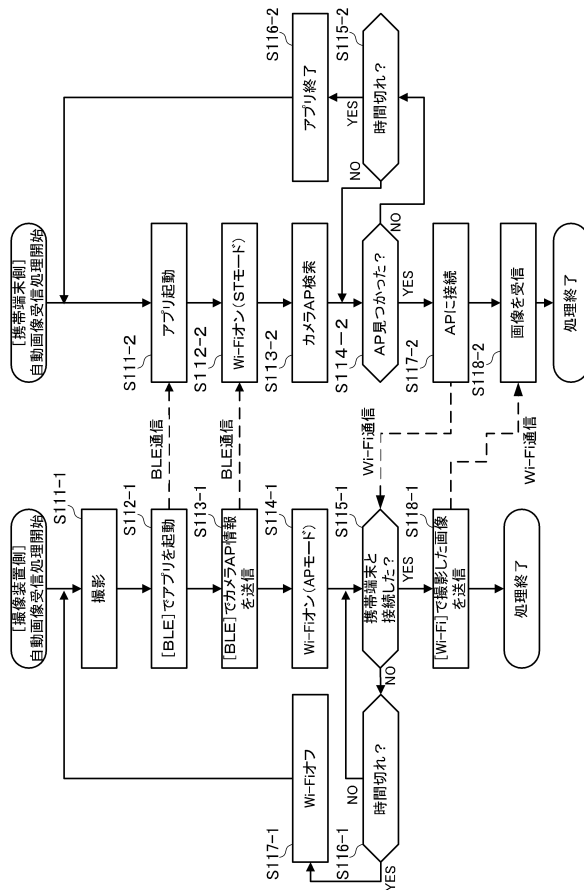 [撮像装置側]
自動画像受信処理開始
S111-1
撮影
S112-1
[BLE]でアプリを起動
S113-1
[BLE]でカメラAP情報
を送信
S114-1
Wi-Fiオン(APモード)
S115-1
携帯端末と
接続した?
YES
NO
S118-1
[Wi-Fi]で撮影した画像
を送信
処理終了
S116-1
時間切れ?
NO
YES
S117-1
Wi-Fiオフ
BLE通信
BLE通信
Wi-Fi通信
Wi-Fi通信
[携帯端末側]
自動画像受信処理開始
S111-2
アプリ起動
S112-2
Wi-Fiオン(STモード)
S113-2
カメラAP検索
S114-2
AP見つかった?
YES
NO
S117-2
APに接続
S118-2
画像を受信
処理終了
S115-2
時間切れ?
NO
YES
S116-2
アプリ終了